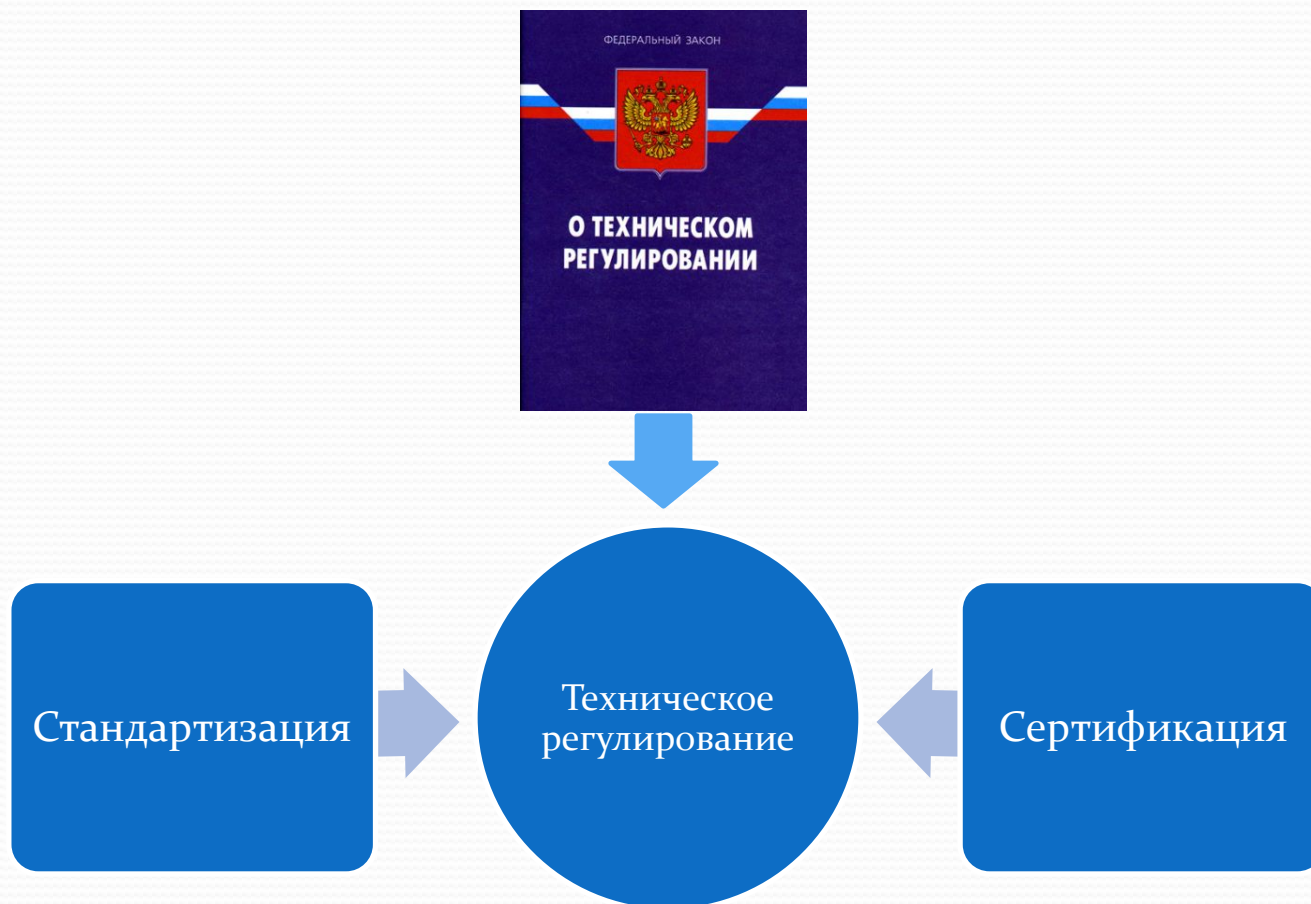 ФЕДЕРАЛЬНЫЙ ЗАКОН
О ТЕХНИЧЕСКОМ
РЕГУЛИРОВАНИИ
Стандартизация
Техническое
регулирование
Сертификация